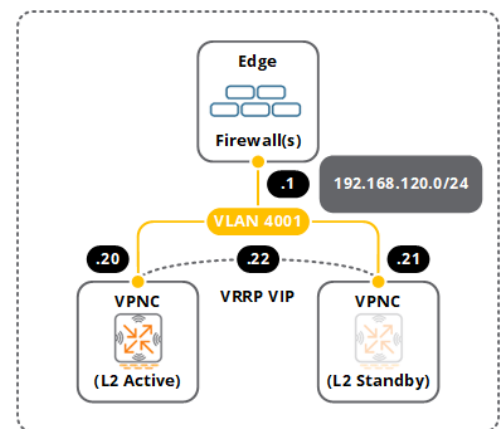 Edge
Firewall(s)
.1
192.168.120.0/24
VLAN 4001
.20
.22
.21
VPNC
VRRP VIP
VPNC
(L2 Active)
(L2 Standby)